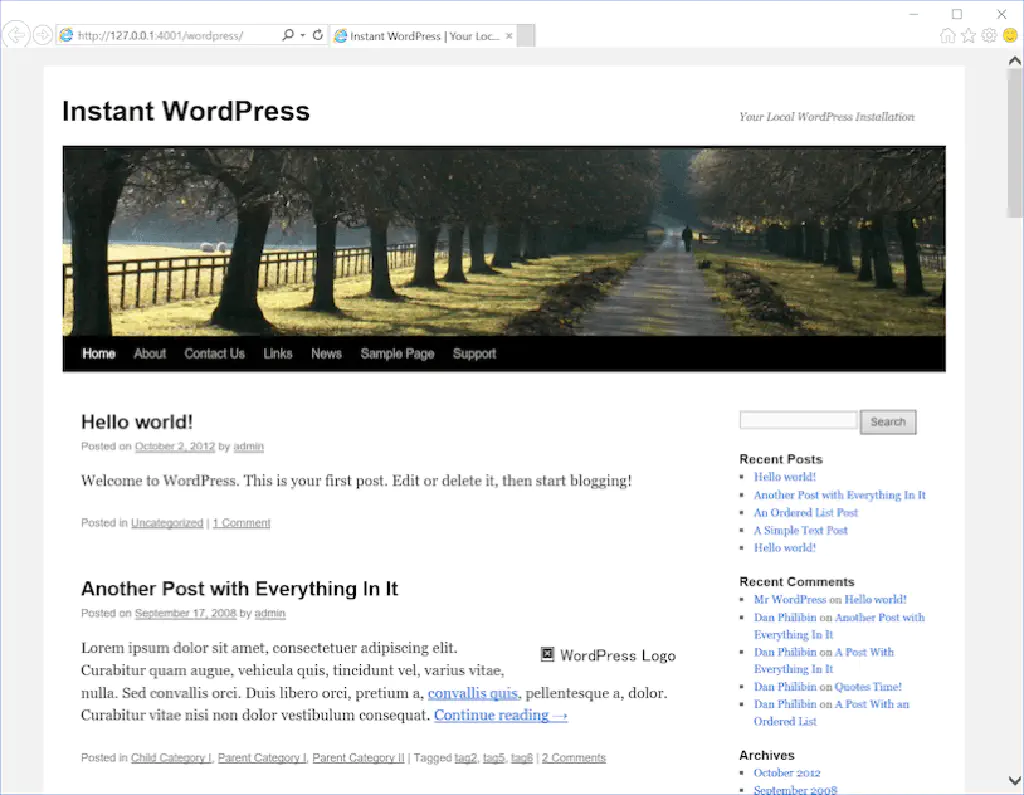 http://127.0.0.1:4001/wordpress/
Instant WordPress | Your Loc...
Instant WordPress
Your Local WordPress Installation
Home About Contact Us Links News Sample Page Support
Hello world!
Posted on October 2, 2012 by admin
Welcome to WordPress. This is your first post. Edit or delete it, then start blogging!
Posted in Uncategorized | 1 Comment
Another Post with Everything In It
Posted on September 17, 2008 by admin
Lorem ipsum dolor sit amet, consectetuer adipiscing elit.
Curabitur quam augue, vehicula quis, tincidunt vel, varius vitae,
nulla. Sed convallis orci. Duis libero orci, pretium a, convallis quis, pellentesque a, dolor.
Curabitur vitae nisi non dolor vestibulum consequat. Continue reading →
WordPress Logo
Posted in Child Category I, Parent Category I, Parent Category II | Tagged tag2, tag5, tag6 | 2 Comments
Search
Recent Posts
Hello world!
Another Post with Everything In It
An Ordered List Post
A Simple Text Post
Hello world!
Recent Comments
Mr WordPress on Hello world!
Dan Philibin on Another Post with
Everything In It
Dan Philibin on A Post With
Everything In It
Dan Philibin on Quotes Time!
Dan Philibin on A Post With an
Ordered List
Archives
October 2012
September 2008